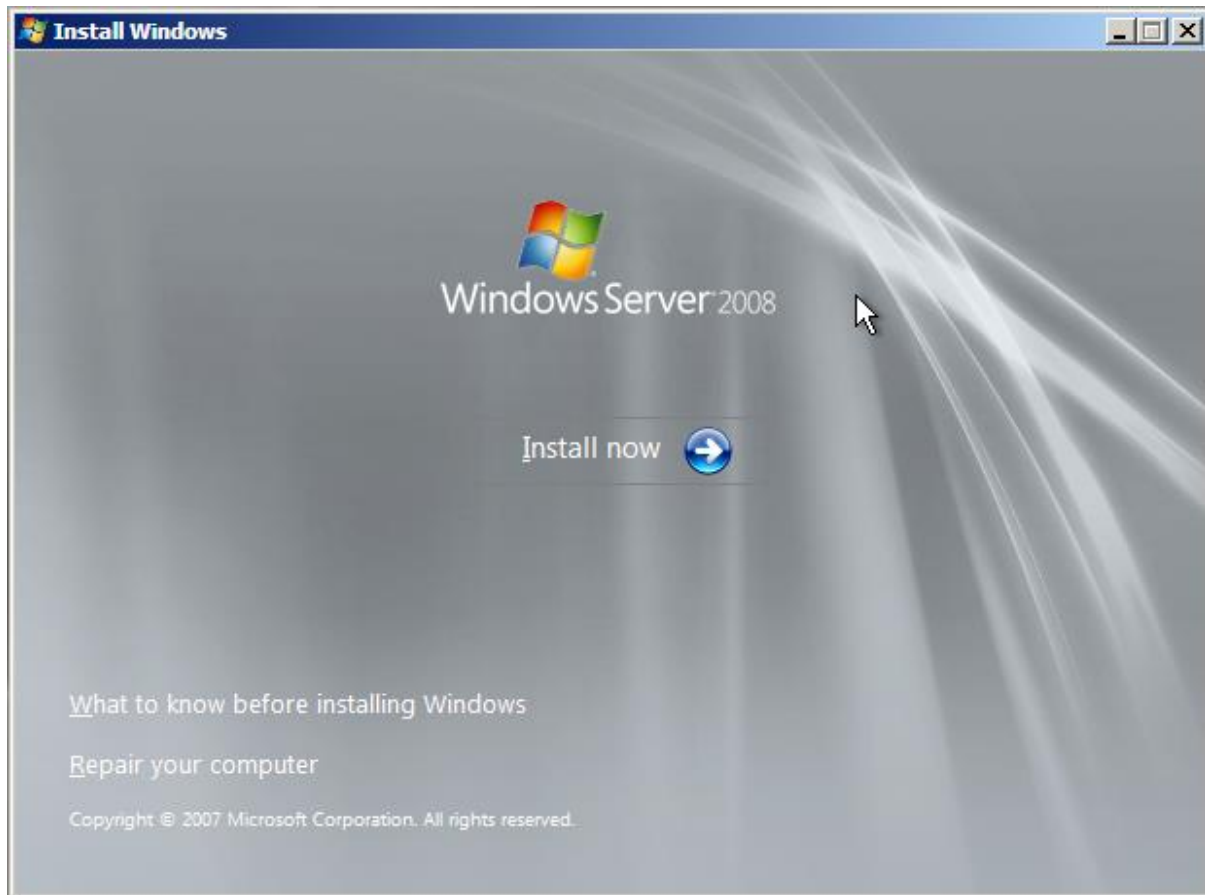 Install Windows
Windows Server 2008
Install now
What to know before installing Windows
Repair your computer
Copyright © 2007 Microsoft Corporation. All rights reserved.